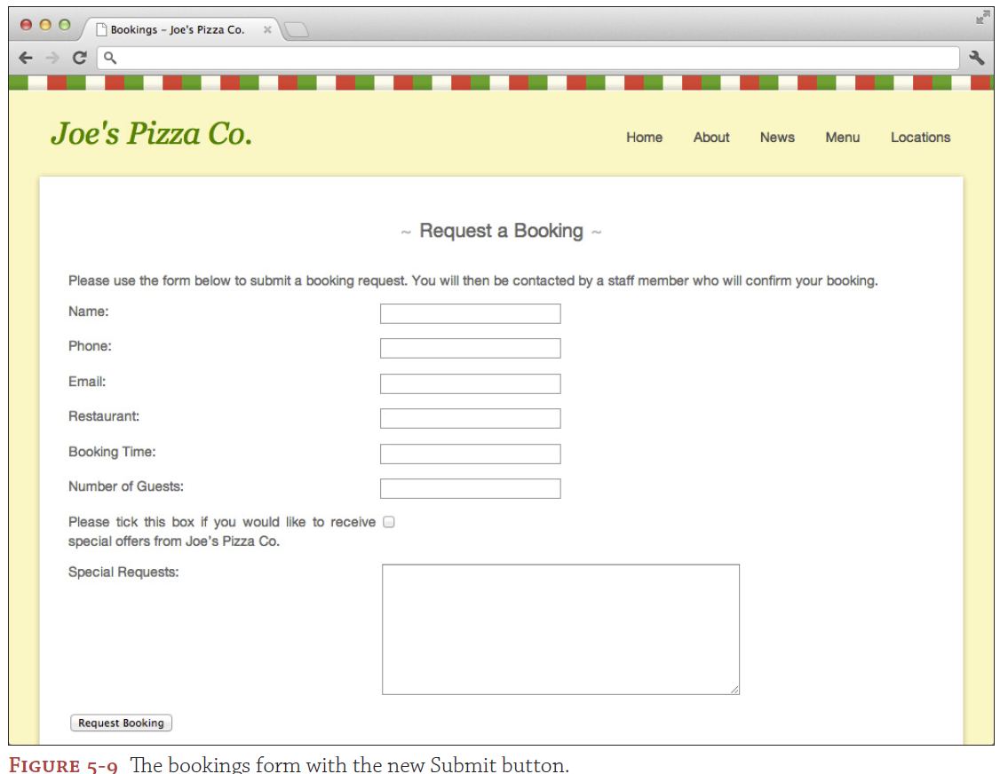 Bookings – Joe's Pizza Co.
Joe's Pizza Co.
Home About News Menu Locations
~ Request a Booking ~
Please use the form below to submit a booking request. You will then be contacted by a staff member who will confirm your booking.
Name:
Phone:
Email:
Restaurant:
Booking Time:
Number of Guests:
Please tick this box if you would like to receive
special offers from Joe's Pizza Co.
Special Requests:
Request Booking
Figure 5-9 The bookings form with the new Submit button.